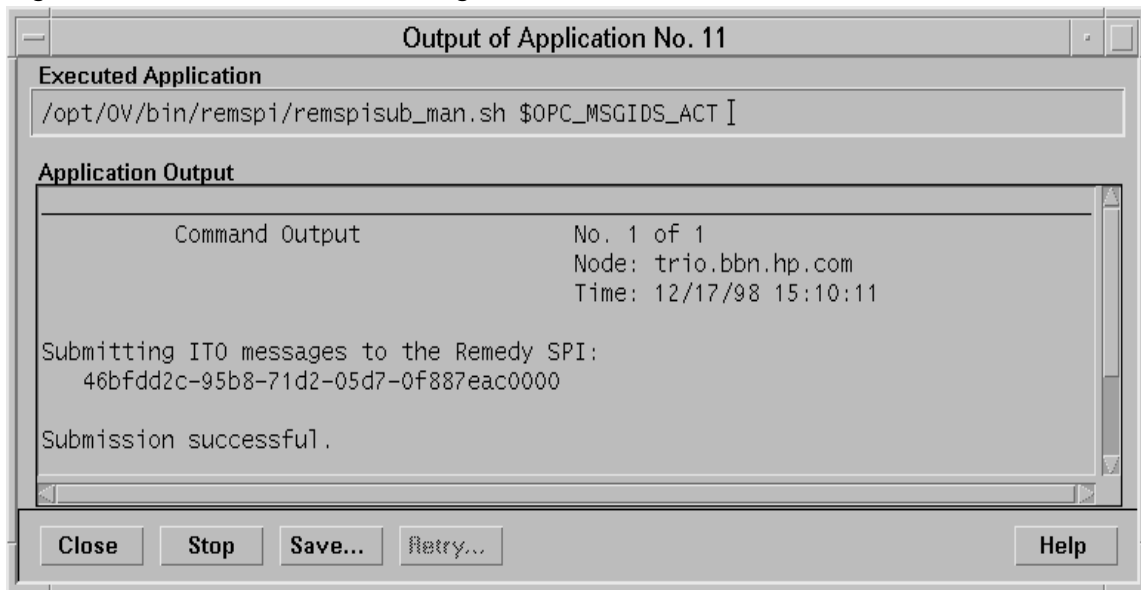 Output of Application No. 11
Executed Application
/opt/OV/bin/remspi/remspisub_man.sh $OPC_MSGIDS_ACT
Application Output
Command Output No. 1 of 1
Node: trio.bbn.hp.com
Time: 12/17/98 15:10:11
Submitting ITO messages to the Remedy SPI:
46bfdd2c-95b8-71d2-05d7-0f887eac0000
Submission successful.
Close Stop Save... Retry... Help